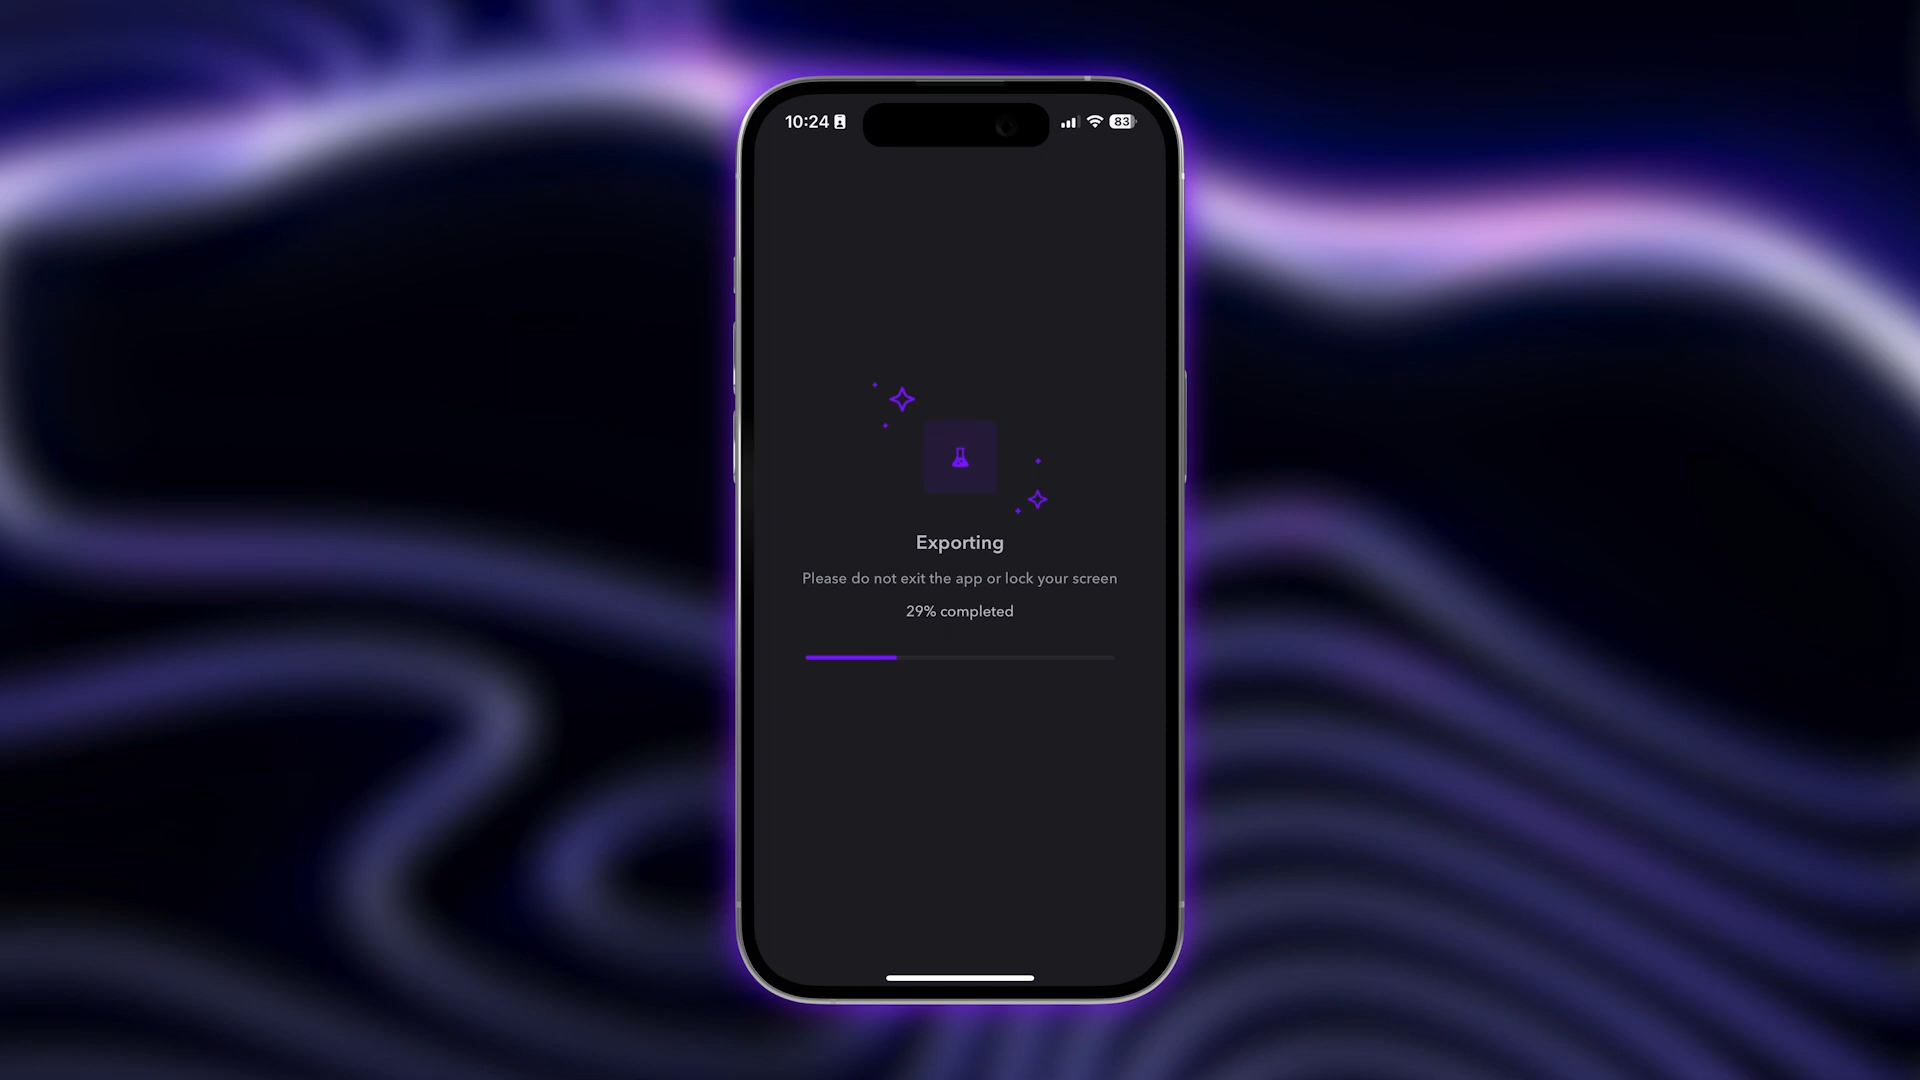 10:24
83
Exporting
Please do not exit the app or lock your screen
29% completed